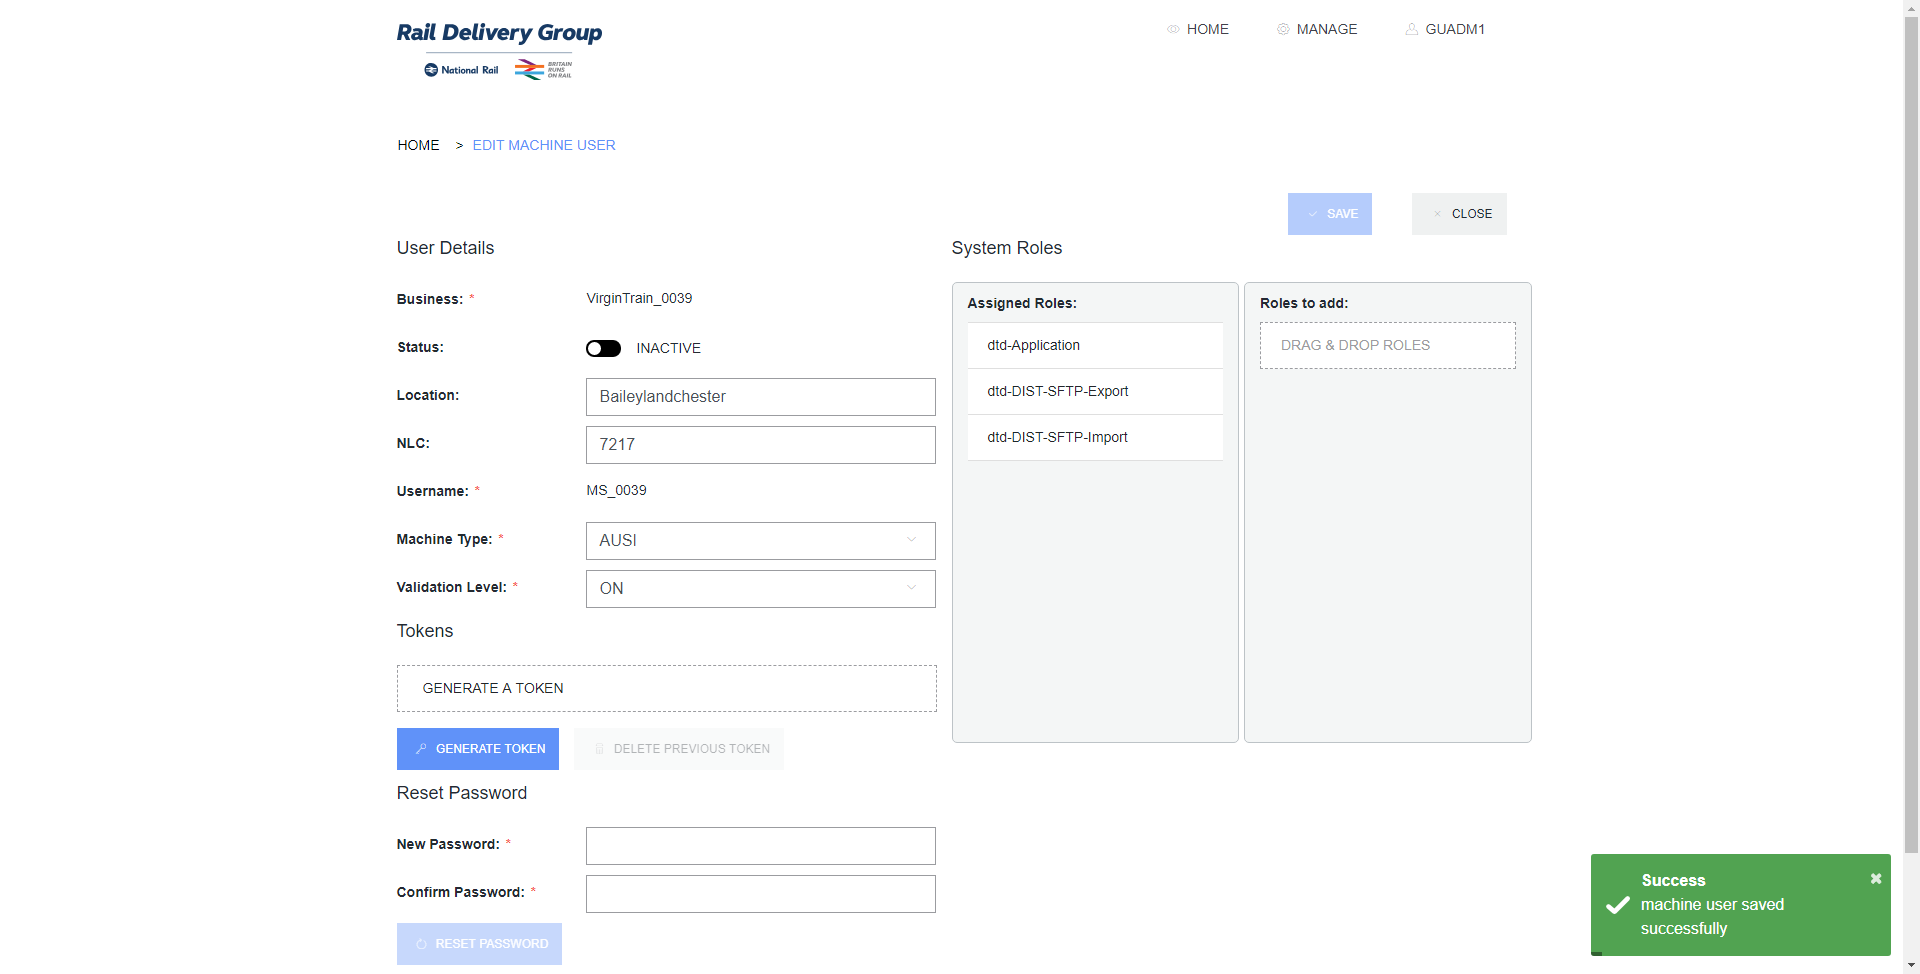 Rail Delivery Group
National Rail
BRITAIN
RUNS
ON RAIL
HOME
MANAGE
GUADM1
HOME > EDIT MACHINE USER
SAVE
CLOSE
User Details
Business: *
VirginTrain_0039
Status:
INACTIVE
Location:
Baileylandchester
NLC:
7217
Username: *
MS_0039
Machine Type: *
AUSI
Validation Level: *
ON
Tokens
GENERATE A TOKEN
GENERATE TOKEN
DELETE PREVIOUS TOKEN
Reset Password
New Password: *
Confirm Password: *
RESET PASSWORD
System Roles
Assigned Roles:
dtd-Application
dtd-DIST-SFTP-Export
dtd-DIST-SFTP-Import
Roles to add:
DRAG & DROP ROLES
Success
machine user saved
successfully